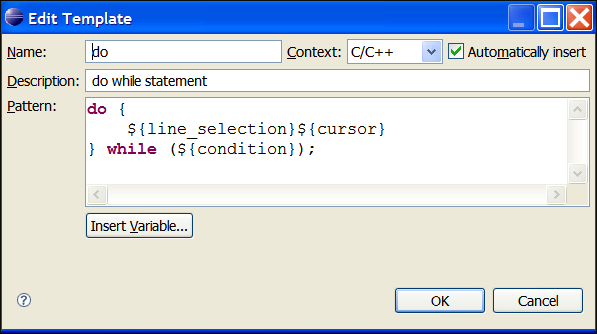 Edit Template
Name: do Context: C/C++ Automatically insert
Description: do while statement
Pattern: do {
${line_selection}${cursor}
} while (${condition});
Insert Variable...
? OK Cancel